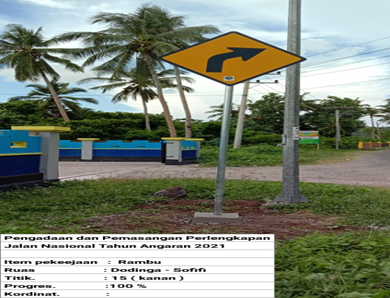 Pengadaan dan Pemasangan Perlengkapan
Jalan Nasional Tahun Angaran 2021
Item pekeejaan : Rambu
Ruas : Dodinga - Sofifi
Titik. : 15 ( kanan )
Progres. :100 %
Kordinat. :